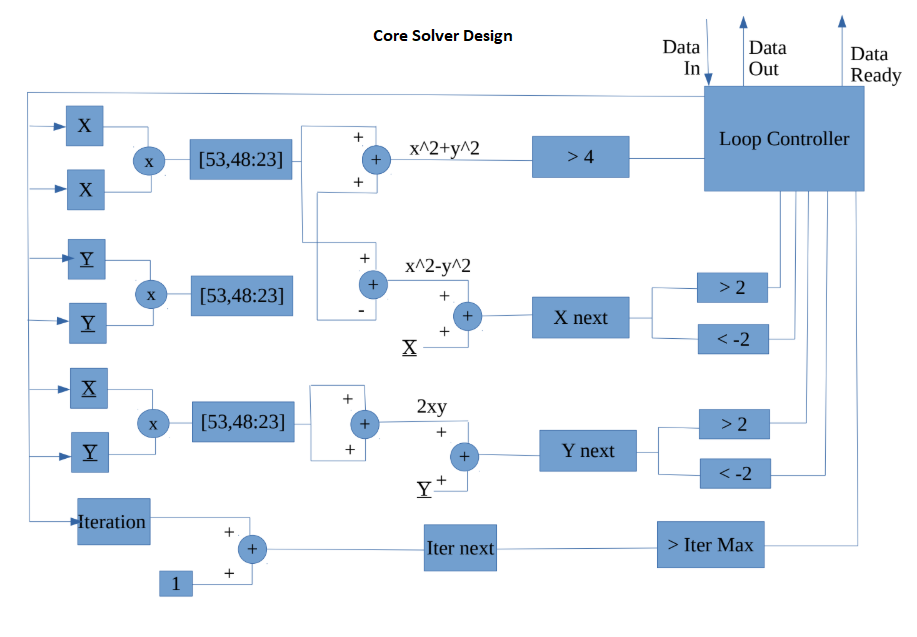 Core Solver Design
Data
In
Data
Out
Data
Ready
Loop Controller
X
X
x
[53,48:23]
+
+
+
x^2+y^2
> 4
Y
Y
x
[53,48:23]
+
+
-
x^2-y^2
+
+
+
X
X next
> 2
< -2
X
Y
x
[53,48:23]
+
+
+
2xy
+
+
+
Y
Y next
> 2
< -2
Iteration
1
+
+
+
Iter next
> Iter Max